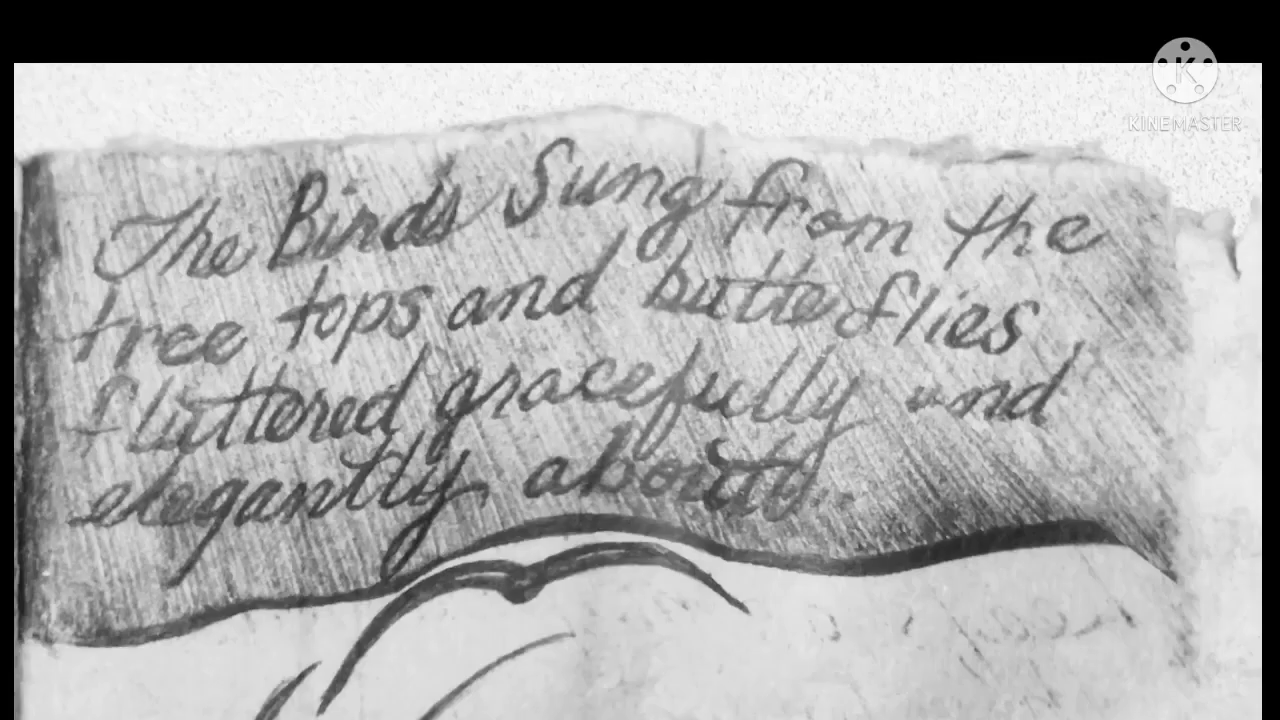 The Birds Sung from the
tree tops and butterflies
fluttered gracefully and
elegantly about...
KINEMASTER